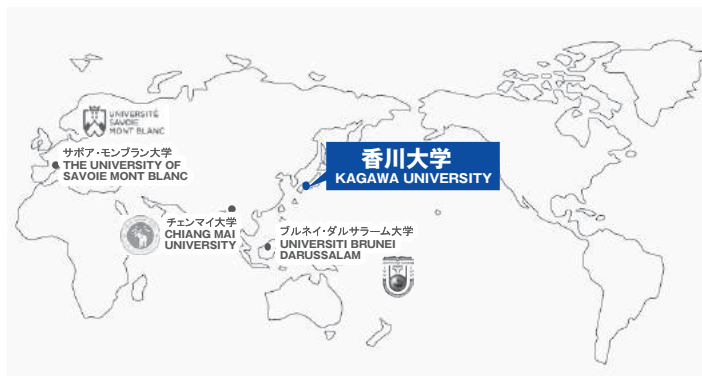 UNIVERSITÉ
SAVOIE
MONT BLANC
サボア・モンブラン大学
THE UNIVERSITY OF
SAVOIE MONT BLANC
香川大学
KAGAWA UNIVERSITY
チェンマイ大学
CHIANG MAI
UNIVERSITY
ブルネイ・ダルサラーム大学
UNIVERSITI BRUNEI
DARUSSALAM